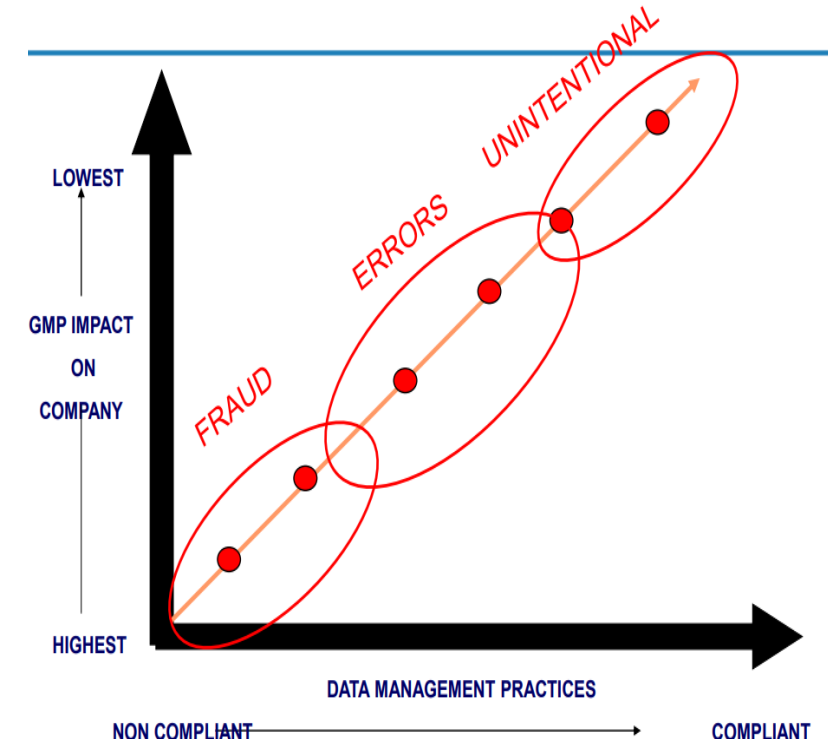 UNINTENTIONAL
LOWEST
ERRORS
GMP IMPACT
ON
COMPANY
FRAUD
HIGHEST
DATA MANAGEMENT PRACTICES
NON COMPLIANT
COMPLIANT